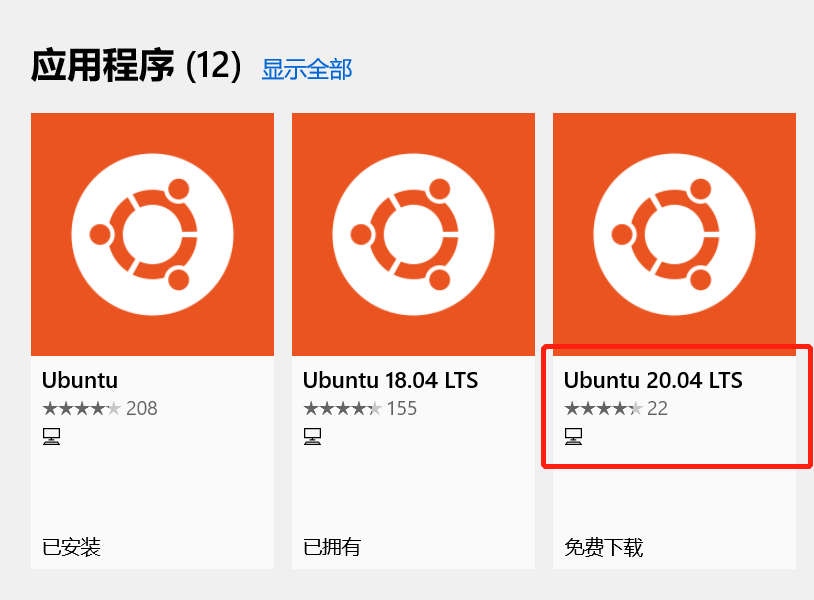 应用程序 (12) 显示全部
Ubuntu
208
已安装
Ubuntu 18.04 LTS
155
已拥有
Ubuntu 20.04 LTS
22
免费下载